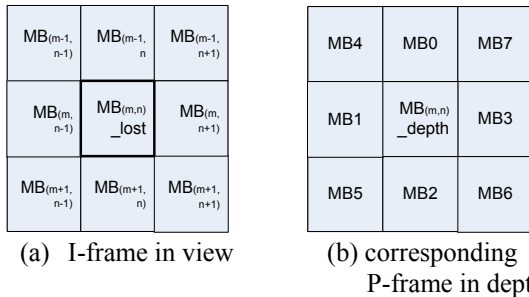 MB(m-1, n-1) MB(m-1, n MB(m-1, n+1)
MB(m, n-1) MB(m,n) _lost MB(m, n+1)
MB(m+1, n-1) MB(m+1, n) MB(m+1, n+1)
(a) I-frame in view
MB4 MB0 MB7
MB1 MB(m,n) _depth MB3
MB5 MB2 MB6
(b) corresponding
P-frame in dept